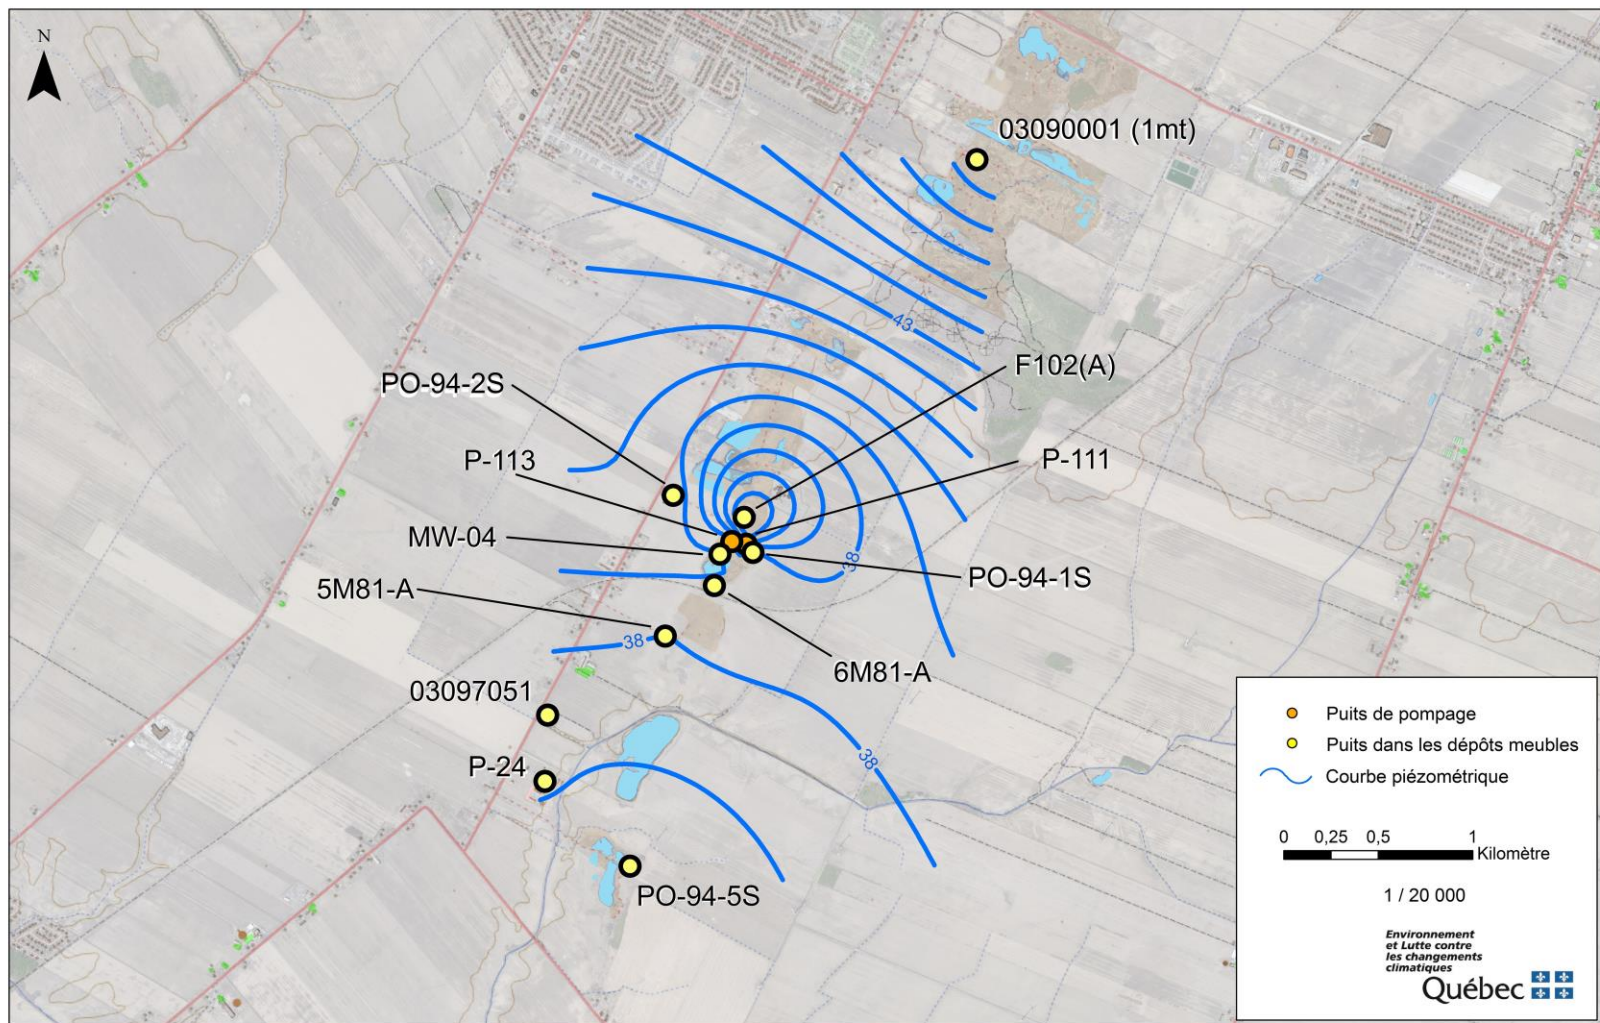 N
03090001 (1mt)
43
F102(A)
PO-94-2S
P-113
P-111
MW-04
38
PO-94-1S
5M81-A
38
6M81-A
03097051
38
P-24
PO-94-5S
Puits de pompage
Puits dans les dépôts meubles
Courbe piézométrique
0 0,25 0,5 1
Kilomètre
1 / 20 000
Environnement
et Lutte contre
les changements
climatiques
Québec